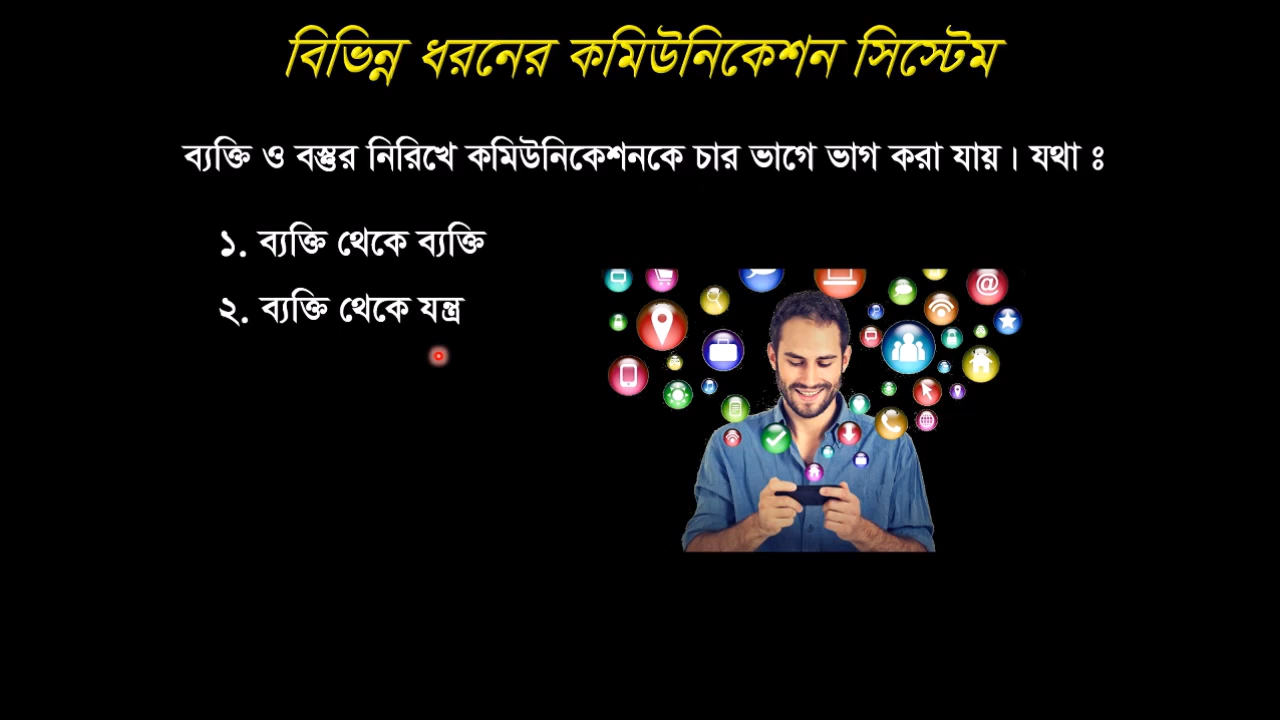 বিভিন্ন ধরনের কমিউনিকেশন সিস্টেম
ব্যক্তি ও বস্তুর নিরিখে কমিউনিকেশনকে চার ভাগে ভাগ করা যায়। যথা ঃ
১. ব্যক্তি থেকে ব্যক্তি
২. ব্যক্তি থেকে যন্ত্র